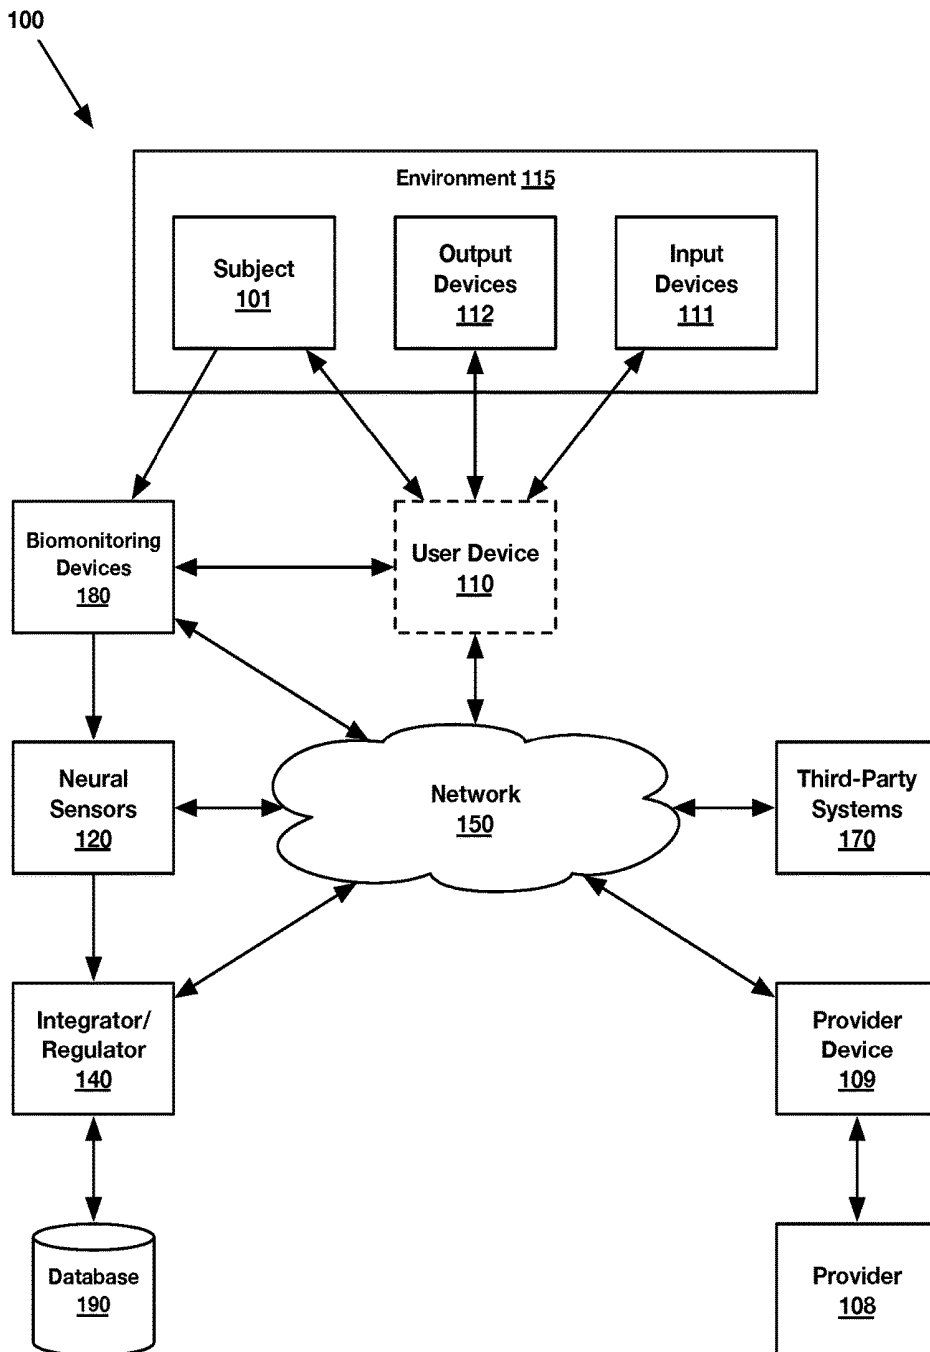 100
Environment 115
Subject
101
Output
Devices
112
Input
Devices
111
Biomonitoring
Devices
180
User Device
110
Neural
Sensors
120
Network
150
Third-Party
Systems
170
Integrator/
Regulator
140
Provider
Device
109
Database
190
Provider
108